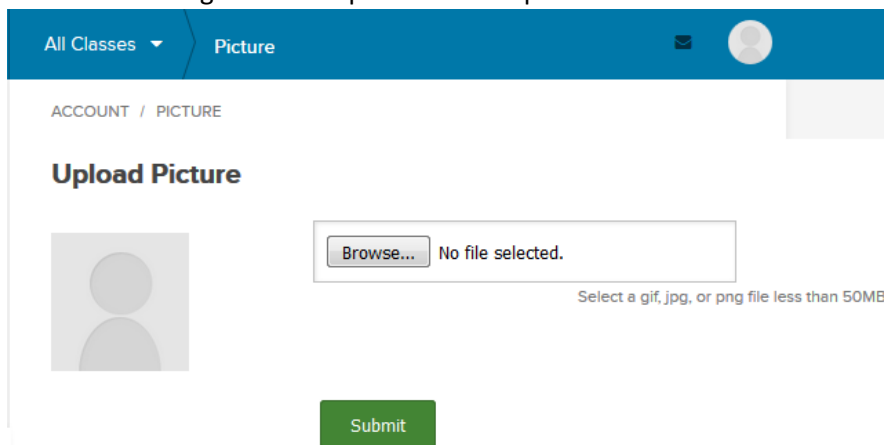 All Classes
Picture
ACCOUNT / PICTURE
Upload Picture
Browse... No file selected.
Select a gif, jpg, or png file less than 50MB
Submit